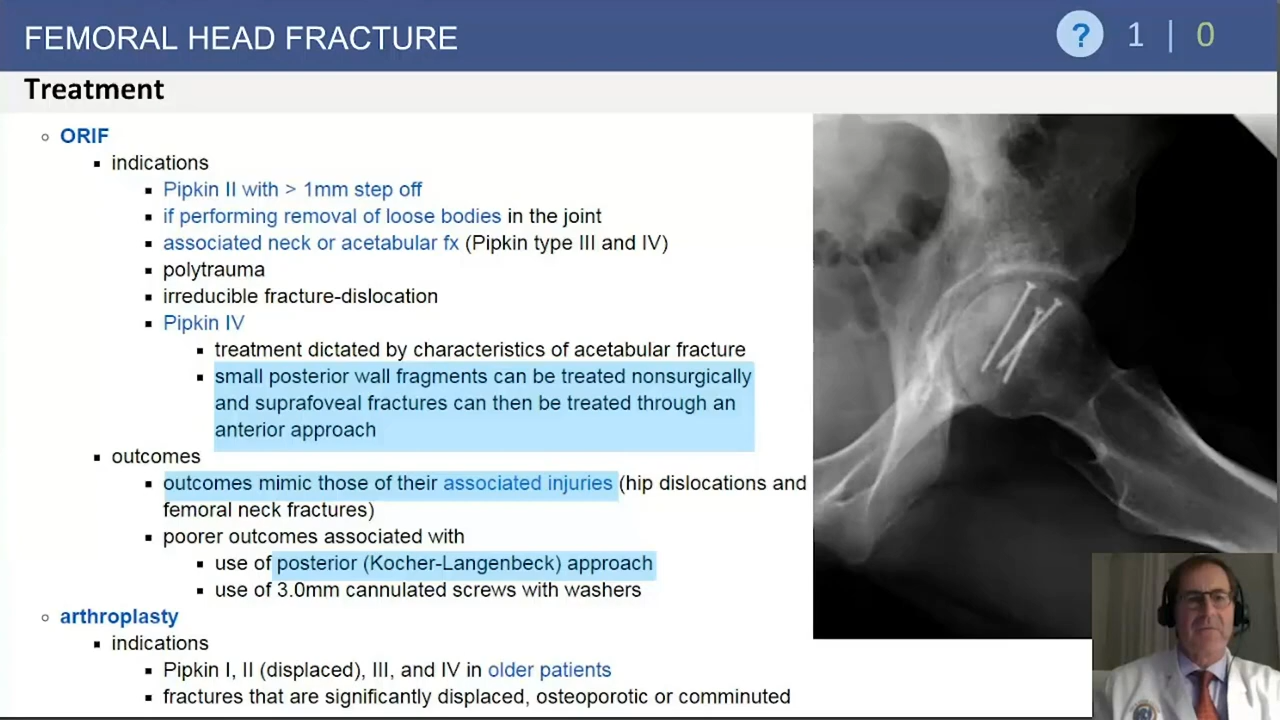 FEMORAL HEAD FRACTURE
? 1 | 0
Treatment
ORIF
indications
Pipkin II with > 1mm step off
if performing removal of loose bodies in the joint
associated neck or acetabular fx (Pipkin type III and IV)
polytrauma
irreducible fracture-dislocation
Pipkin IV
treatment dictated by characteristics of acetabular fracture
small posterior wall fragments can be treated nonsurgically
and suprafoveal fractures can then be treated through an
anterior approach
outcomes
outcomes mimic those of their associated injuries (hip dislocations and
femoral neck fractures)
poorer outcomes associated with
use of posterior (Kocher-Langenbeck) approach
use of 3.0mm cannulated screws with washers
arthroplasty
indications
Pipkin I, II (displaced), III, and IV in older patients
fractures that are significantly displaced, osteoporotic or comminuted